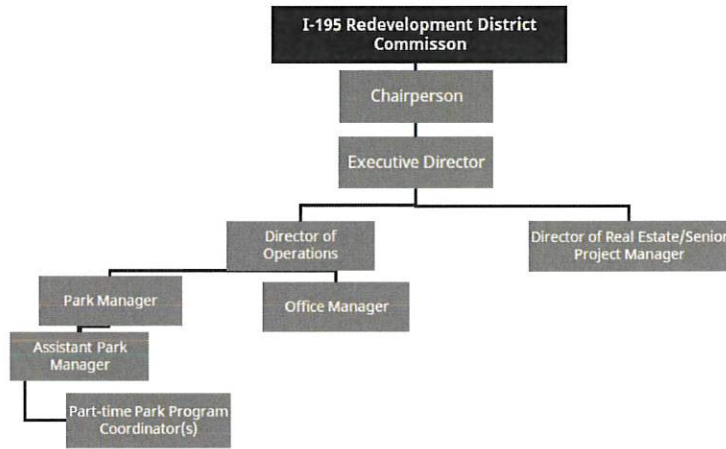 I-195 Redevelopment District
Commisson
Chairperson
Executive Director
Director of
Operations
Director of Real Estate/Senior
Project Manager
Park Manager
Office Manager
Assistant Park
Manager
Part-time Park Program
Coordinator(s)